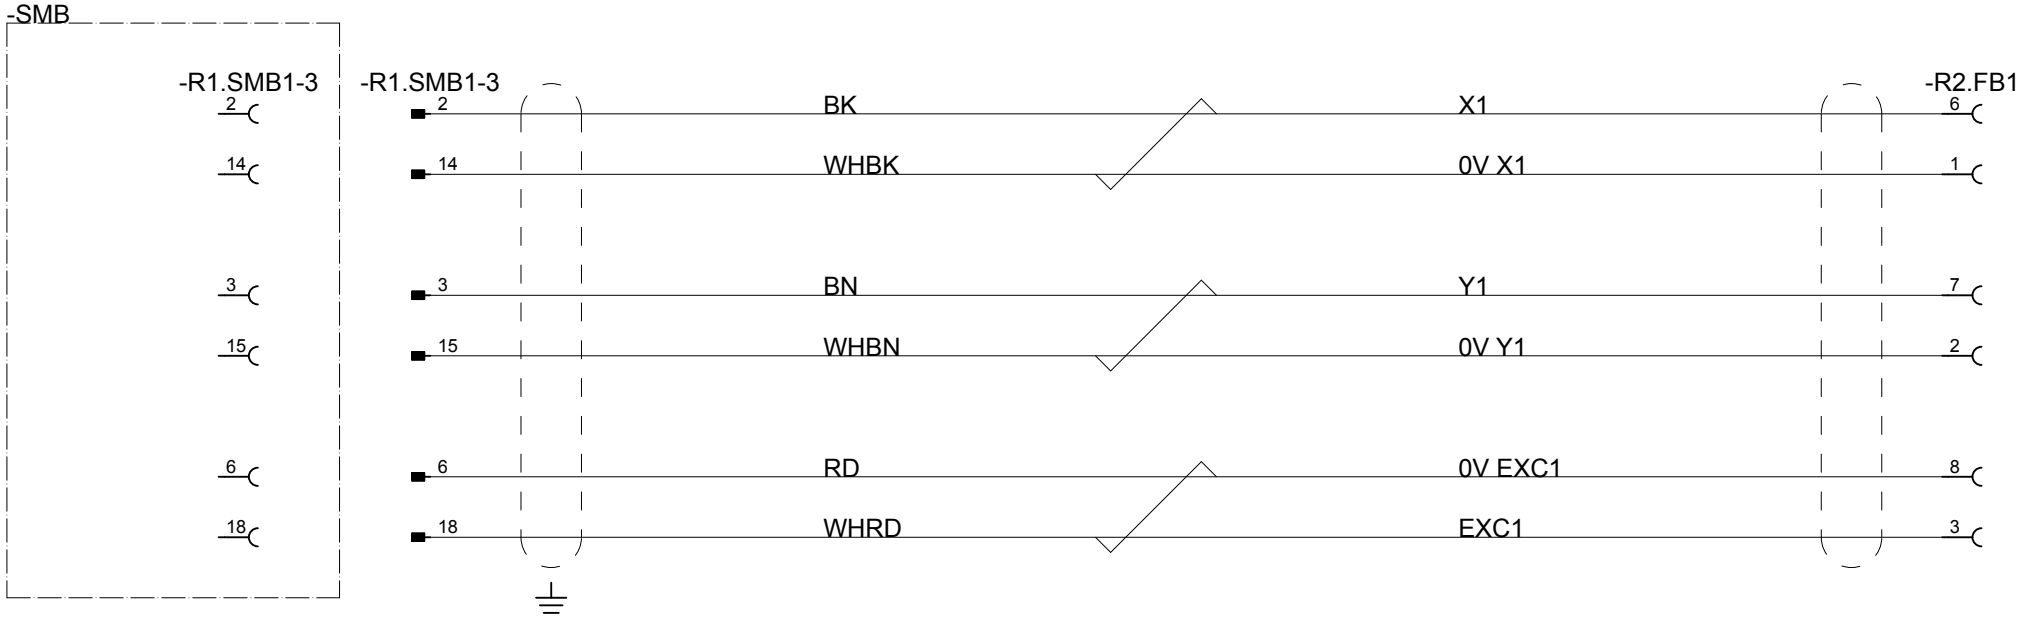 -SMB
-R1.SMB1-3 -R1.SMB1-3 -R2.FB1
2 2 BK X1 6
14 14 WHBK 0V X1 1
3 3 BN Y1 7
15 15 WHBN 0V Y1 2
6 6 RD 0V EXC1 8
18 18 WHRD EXC1 3